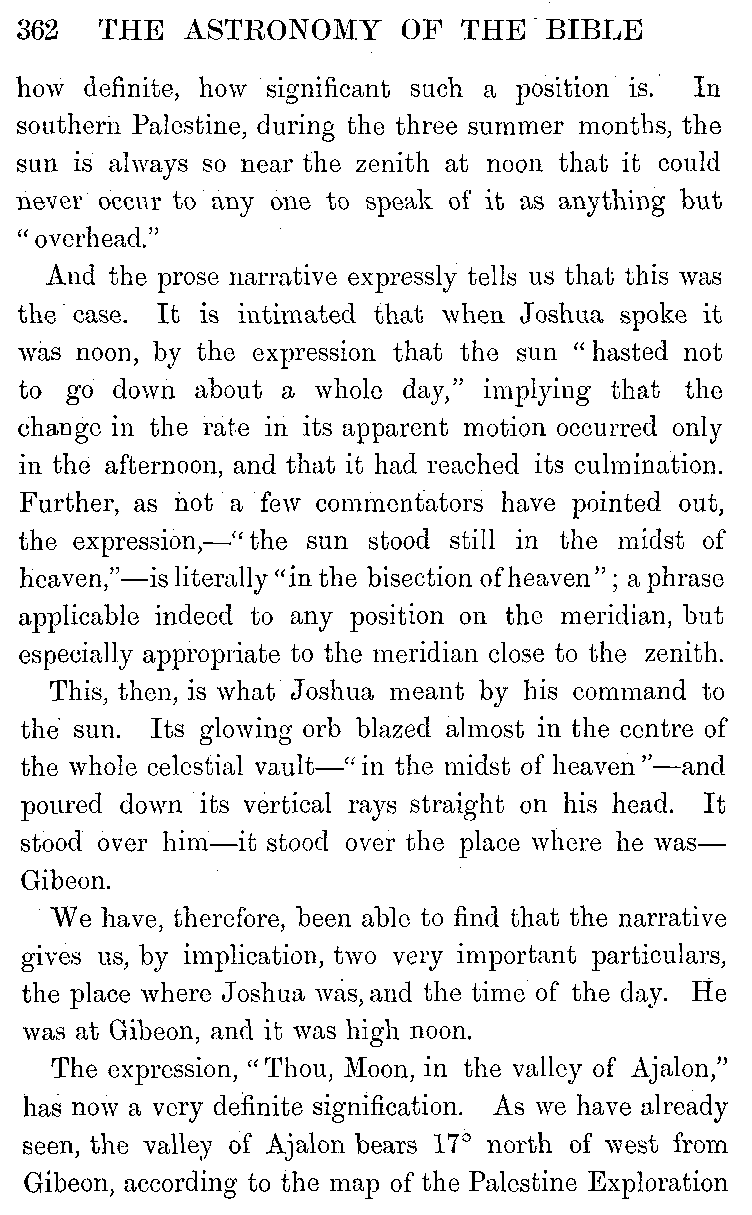 362 THE ASTRONOMY OF THE BIBLE
how definite, how significant such a position is. In
southern Palestine, during the three summer months, the
sun is always so near the zenith at noon that it could
never occur to any one to speak of it as anything but
“overhead.”
And the prose narrative expressly tells us that this was
the case. It is intimated that when Joshua spoke it
was noon, by the expression that the sun “hasted not
to go down about a whole day,” implying that the
change in the rate in its apparent motion occurred only
in the afternoon, and that it had reached its culmination.
Further, as not a few commentators have pointed out,
the expression,—“the sun stood still in the midst of
heaven,”—is literally “in the bisection of heaven”; a phrase
applicable indeed to any position on the meridian, but
especially appropriate to the meridian close to the zenith.
This, then, is what Joshua meant by his command to
the sun. Its glowing orb blazed almost in the centre of
the whole celestial vault—“in the midst of heaven”—and
poured down its vertical rays straight on his head. It
stood over him—it stood over the place where he was—
Gibeon.
We have, therefore, been able to find that the narrative
gives us, by implication, two very important particulars,
the place where Joshua was, and the time of the day. He
was at Gibeon, and it was high noon.
The expression, “Thou, Moon, in the valley of Ajalon,”
has now a very definite signification. As we have already
seen, the valley of Ajalon bears 17° north of west from
Gibeon, according to the map of the Palestine Exploration